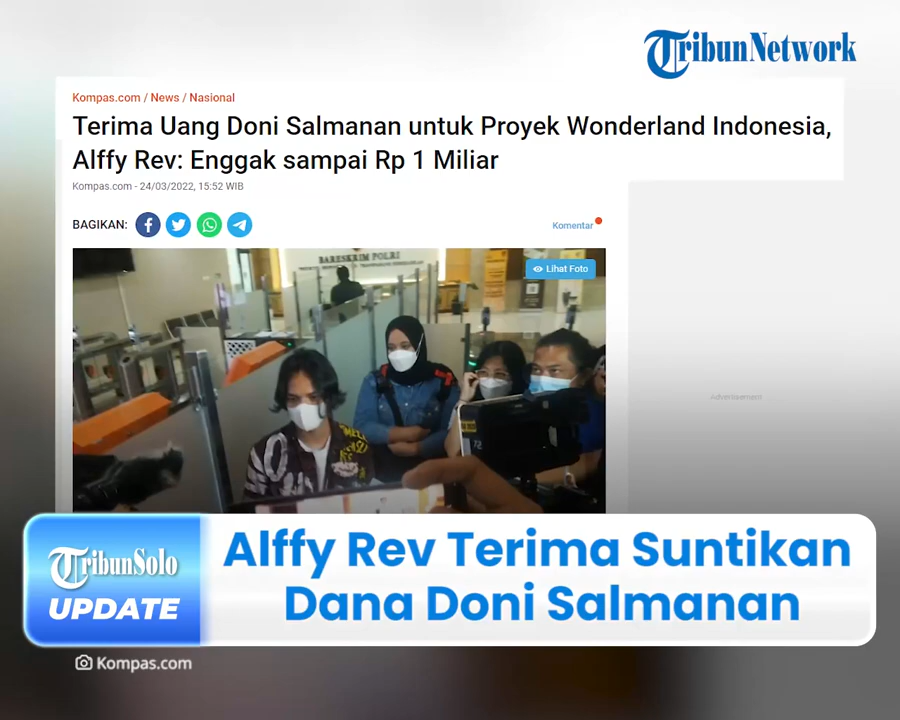 TribunNetwork
Kompas.com / News / Nasional
Terima Uang Doni Salmanan untuk Proyek Wonderland Indonesia,
Alffy Rev: Enggak sampai Rp 1 Miliar
Kompas.com - 24/03/2022, 15:52 WIB
BAGIKAN:
Komentar
BARESKRIM POLRI
Lihat Foto
Advertisement
72
TribunSolo
UPDATE
Alffy Rev Terima Suntikan
Dana Doni Salmanan
Kompas.com